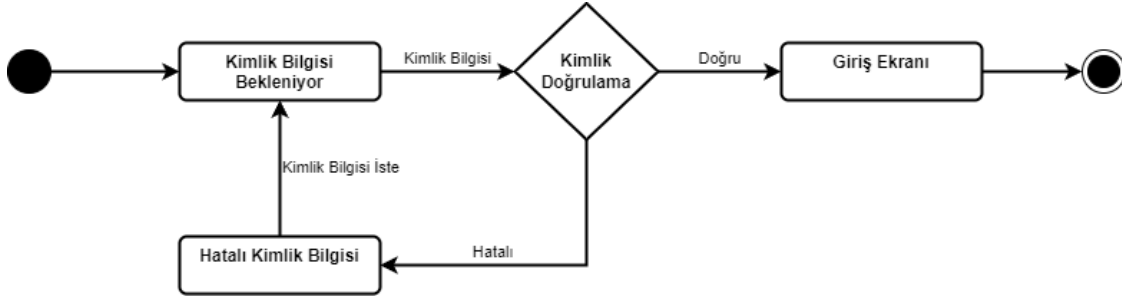 Kimlik Bilgisi
Bekleniyor
Kimlik Bilgisi
Kimlik
Doğrulama
Doğru
Giriş Ekranı
Kimlik Bilgisi İste
Hatalı Kimlik Bilgisi
Hatalı